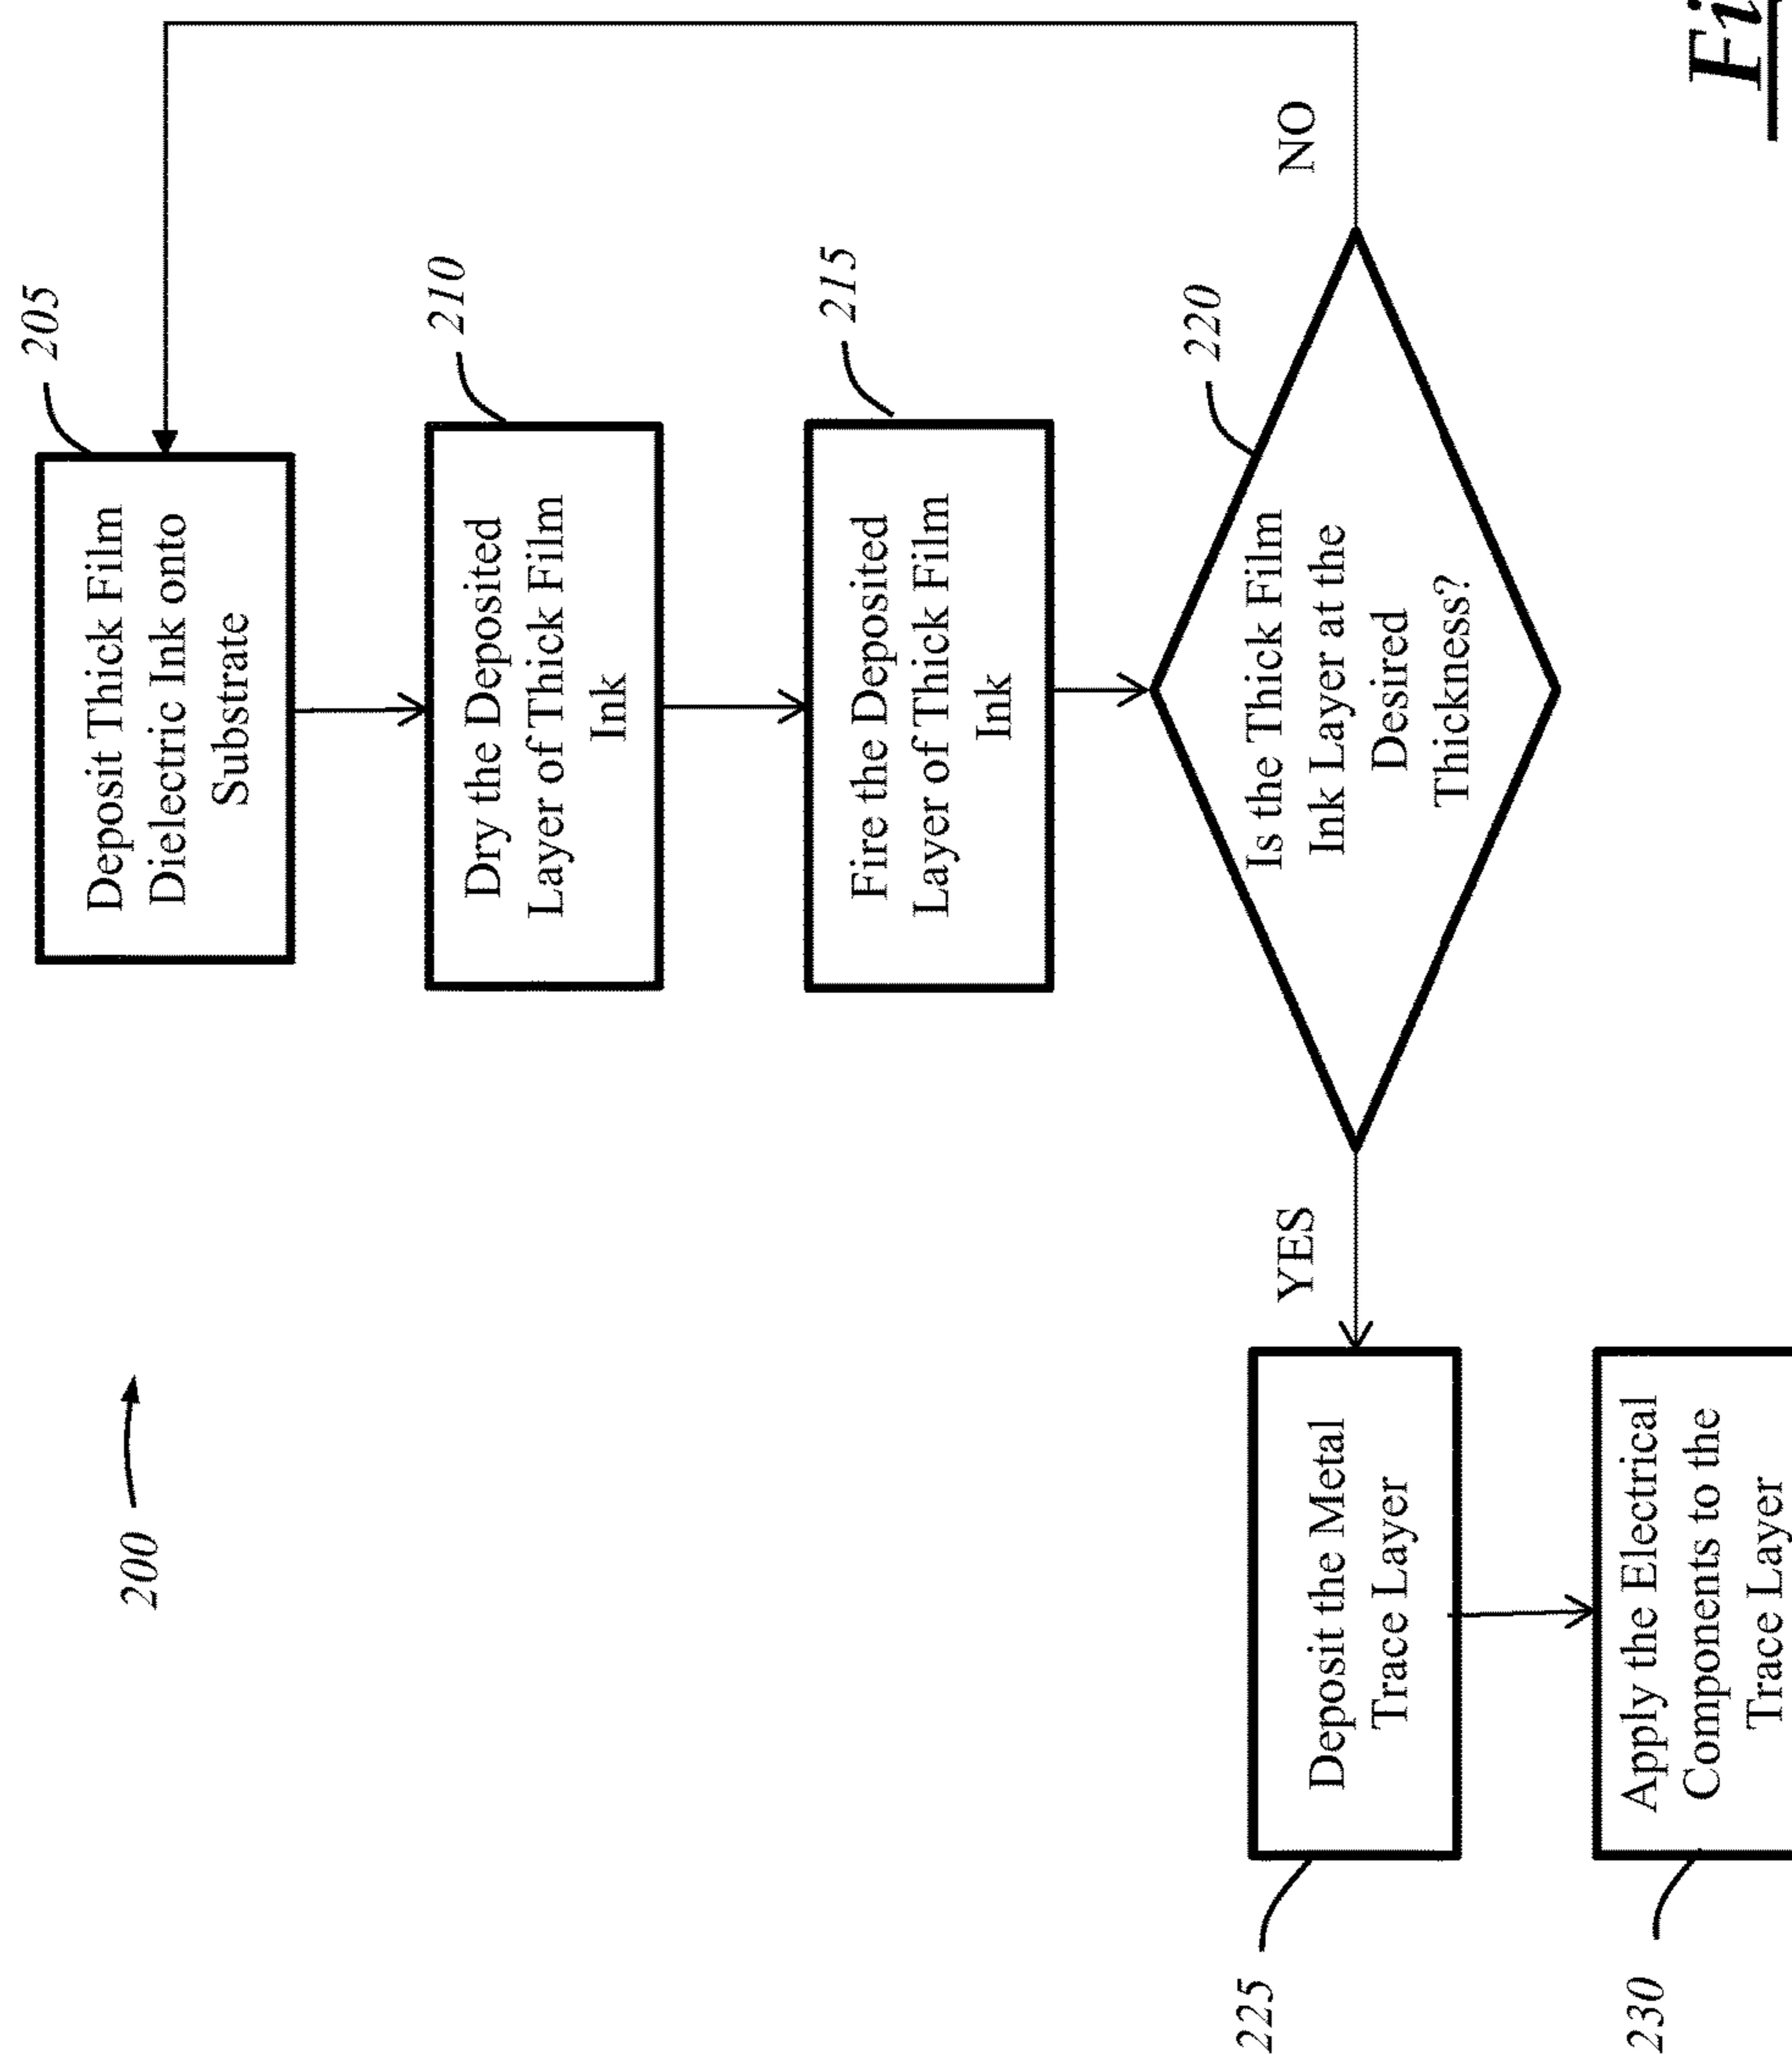 200
205
Deposit Thick Film
Dielectric Ink onto
Substrate
210
Dry the Deposited
Layer of Thick Film
Ink
215
Fire the Deposited
Layer of Thick Film
Ink
220
Is the Thick Film
Ink Layer at the
Desired
Thickness?
NO
YES
225
Deposit the Metal
Trace Layer
230
Apply the Electrical
Components to the
Trace Layer